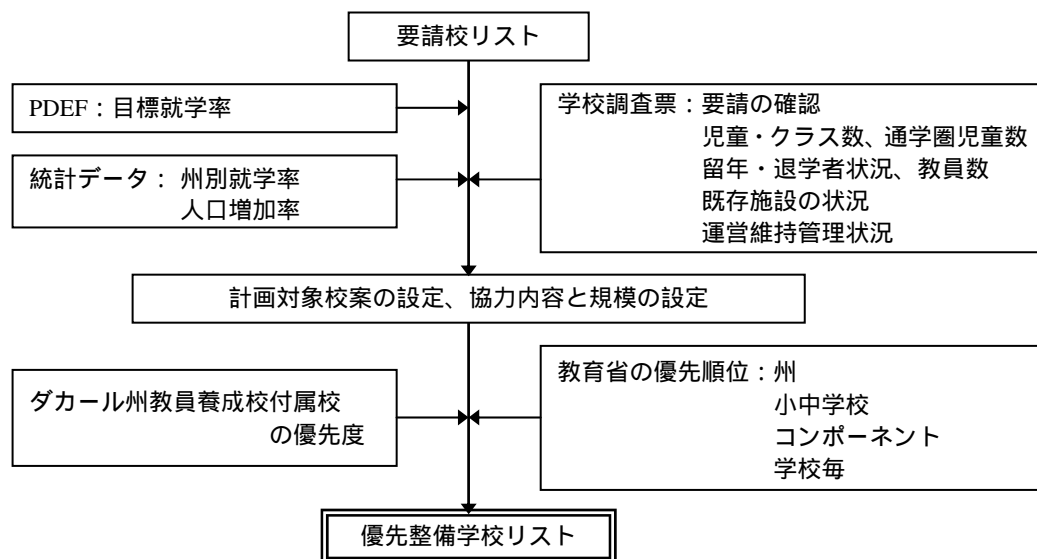 要請校リスト
PDEF：目標就学率
統計データ： 州別就学率
人口増加率
学校調査票：要請の確認
児童・クラス数、通学圏児童数
留年・退学者状況、教員数
既存施設の状況
運営維持管理状況
計画対象校案の設定、協力内容と規模の設定
ダカール州教員養成校付属校
の優先度
教育省の優先順位：州
小中学校
コンポーネント
学校毎
優先整備学校リスト